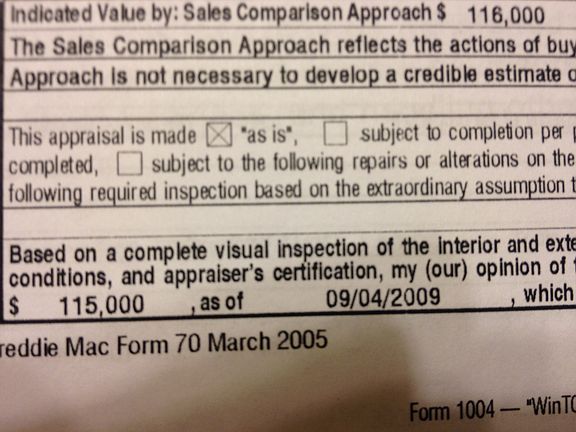 Indicated Value by: Sales Comparison Approach $ 116,000
The Sales Comparison Approach reflects the actions of buy
Approach is not necessary to develop a credible estimate o
This appraisal is made ☒ "as is", ☐ subject to completion per p
completed, ☐ subject to the following repairs or alterations on the
following required inspection based on the extraordinary assumption t
Based on a complete visual inspection of the interior and exte
conditions, and appraiser's certification, my (our) opinion of t
$ 115,000 , as of 09/04/2009 , which
reddie Mac Form 70 March 2005
Form 1004 — "WinTO